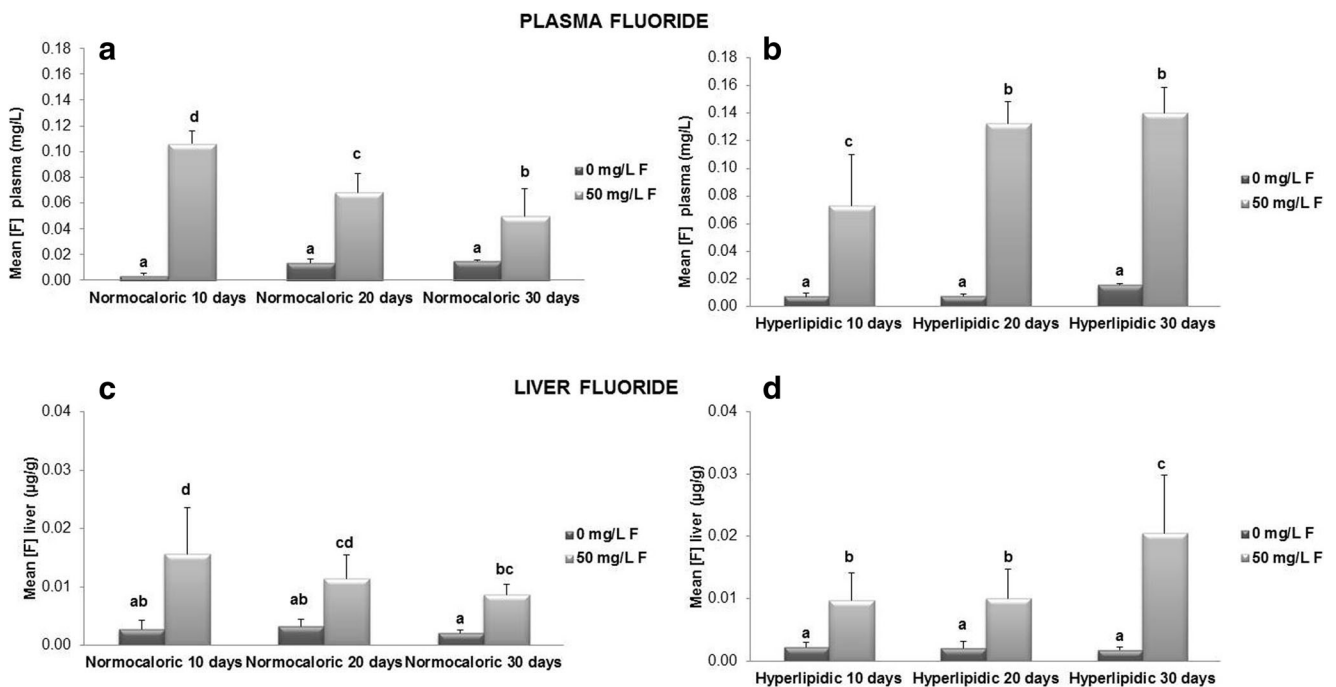 PLASMA FLUORIDE
a
Mean [F] plasma (mg/L)
0.18
0.16
0.14
0.12
0.10
0.08
0.06
0.04
0.02
0.00
a
d
a
c
a
b
Normocaloric 10 days
Normocaloric 20 days
Normocaloric 30 days
0 mg/L F
50 mg/L F
b
Mean [F] plasma (mg/L)
0.18
0.16
0.14
0.12
0.10
0.08
0.06
0.04
0.02
0.00
a
c
a
b
a
b
Hyperlipidic 10 days
Hyperlipidic 20 days
Hyperlipidic 30 days
0 mg/L F
50 mg/L F
LIVER FLUORIDE
c
Mean [F] liver (µg/g)
0.04
0.03
0.02
0.01
0.00
ab
d
ab
cd
a
bc
Normocaloric 10 days
Normocaloric 20 days
Normocaloric 30 days
0 mg/L F
50 mg/L F
d
Mean [F] liver (µg/g)
0.04
0.03
0.02
0.01
0.00
a
b
a
b
a
c
Hyperlipidic 10 days
Hyperlipidic 20 days
Hyperlipidic 30 days
0 mg/L F
50 mg/L F